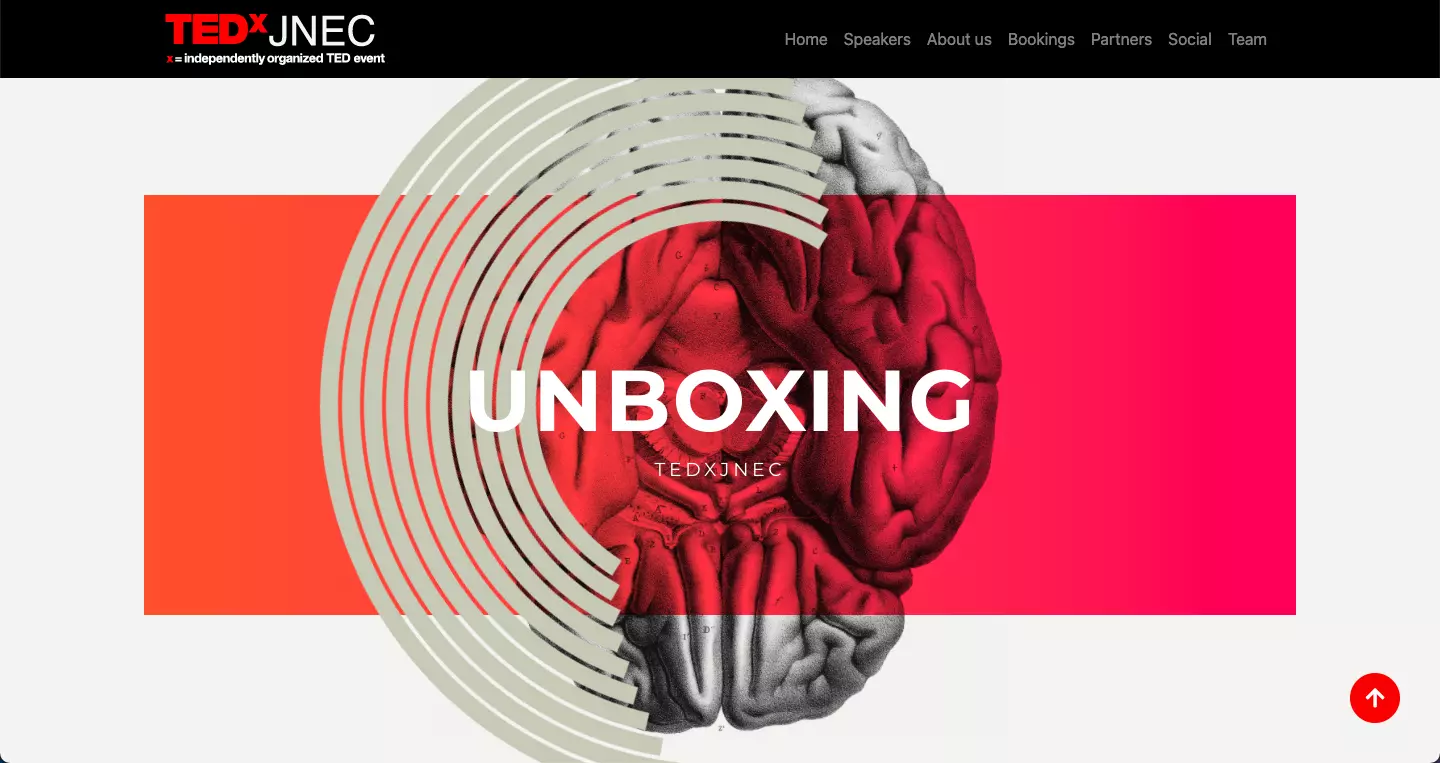 TEDxJNEC
x = independently organized TED event
Home Speakers About us Bookings Partners Social Team
UNBOXING
TEDXJNEC